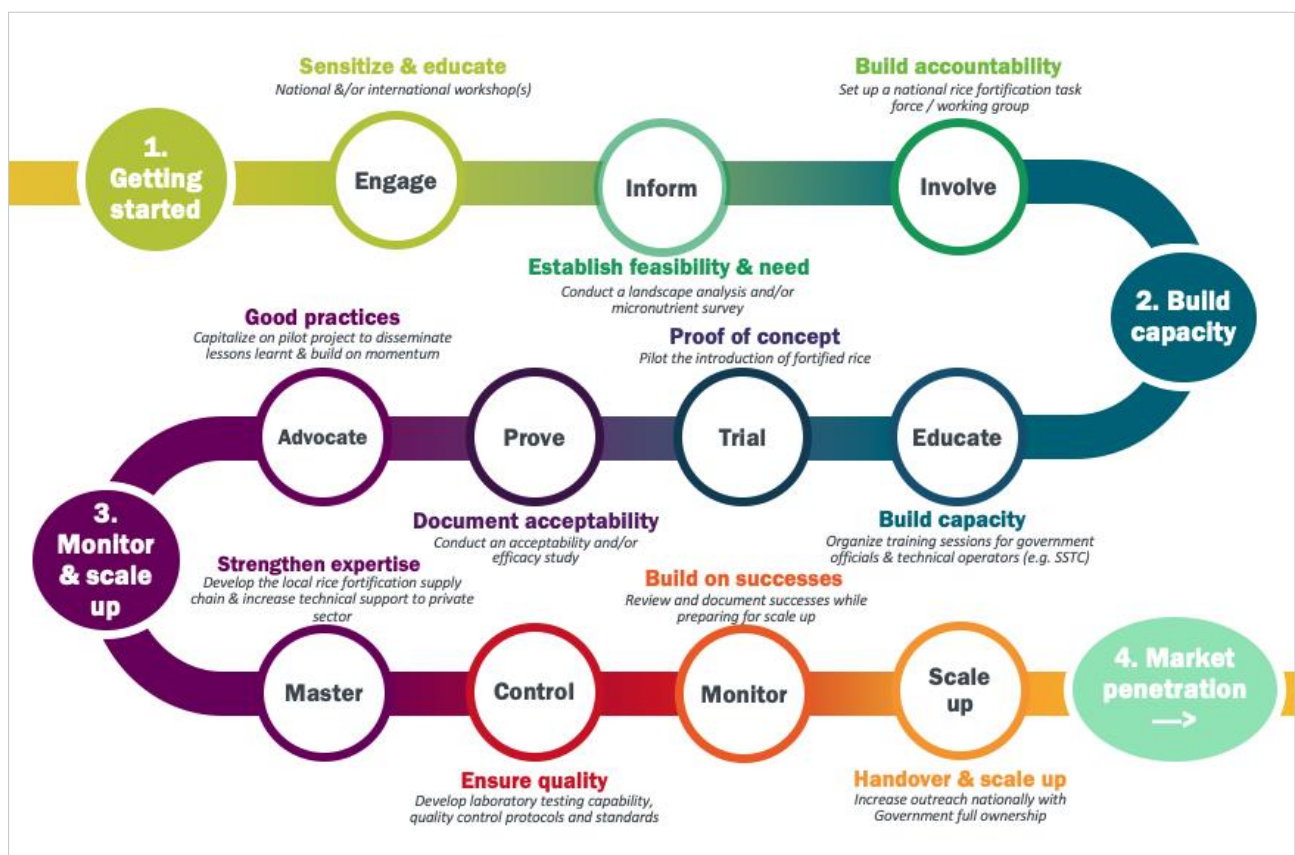 1.
Getting
started
Sensitize & educate
National &/or international workshop(s)
Engage
Inform
Establish feasibility & need
Conduct a landscape analysis and/or
micronutrient survey
Build accountability
Set up a national rice fortification task
force / working group
Involve
2. Build
capacity
Educate
Build capacity
Organize training sessions for government
officials & technical operators (e.g. SSTC)
Proof of concept
Pilot the introduction of fortified rice
Trial
Prove
Document acceptability
Conduct an acceptability and/or
efficacy study
Good practices
Capitalize on pilot project to disseminate
lessons learnt & build on momentum
Advocate
3.
Monitor
& scale
up
Strengthen expertise
Develop the local rice fortification supply
chain & increase technical support to private
sector
Master
Control
Ensure quality
Develop laboratory testing capability,
quality control protocols and standards
Build on successes
Review and document successes while
preparing for scale up
Monitor
Scale
up
Handover & scale up
Increase outreach nationally with
Government full ownership
4. Market
penetration
—>